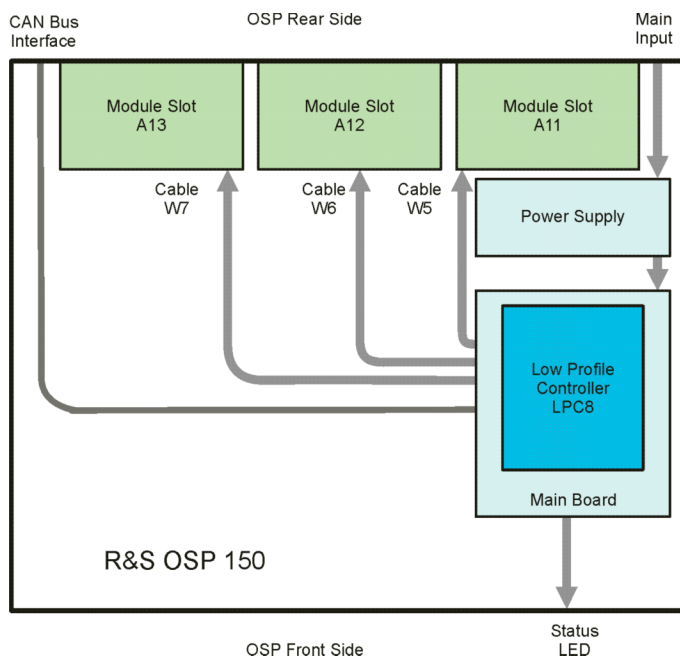 CAN Bus
Interface
OSP Rear Side
Main
Input
Module Slot
A13
Module Slot
A12
Module Slot
A11
Cable
W7
Cable
W6
Cable
W5
Power Supply
Low Profile
Controller
LPC8
Main Board
R&S OSP 150
Status
LED
OSP Front Side